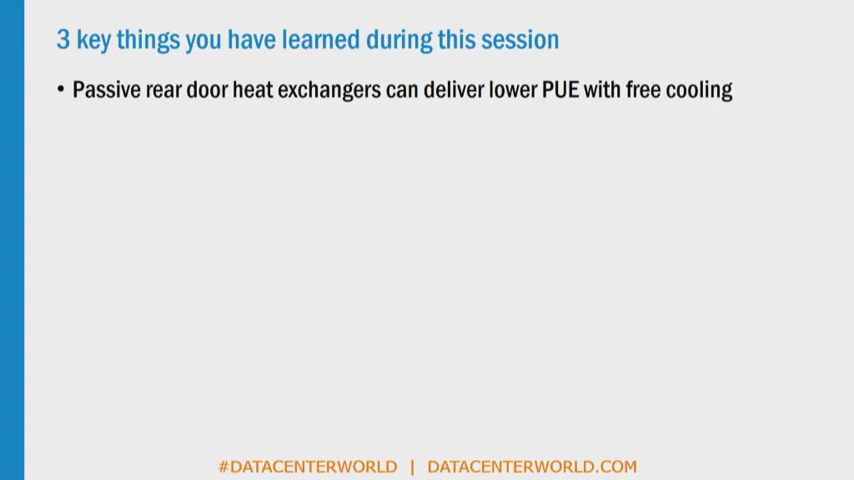 3 key things you have learned during this session
• Passive rear door heat exchangers can deliver lower PUE with free cooling
#DATACENTERWORLD | DATACENTERWORLD.COM